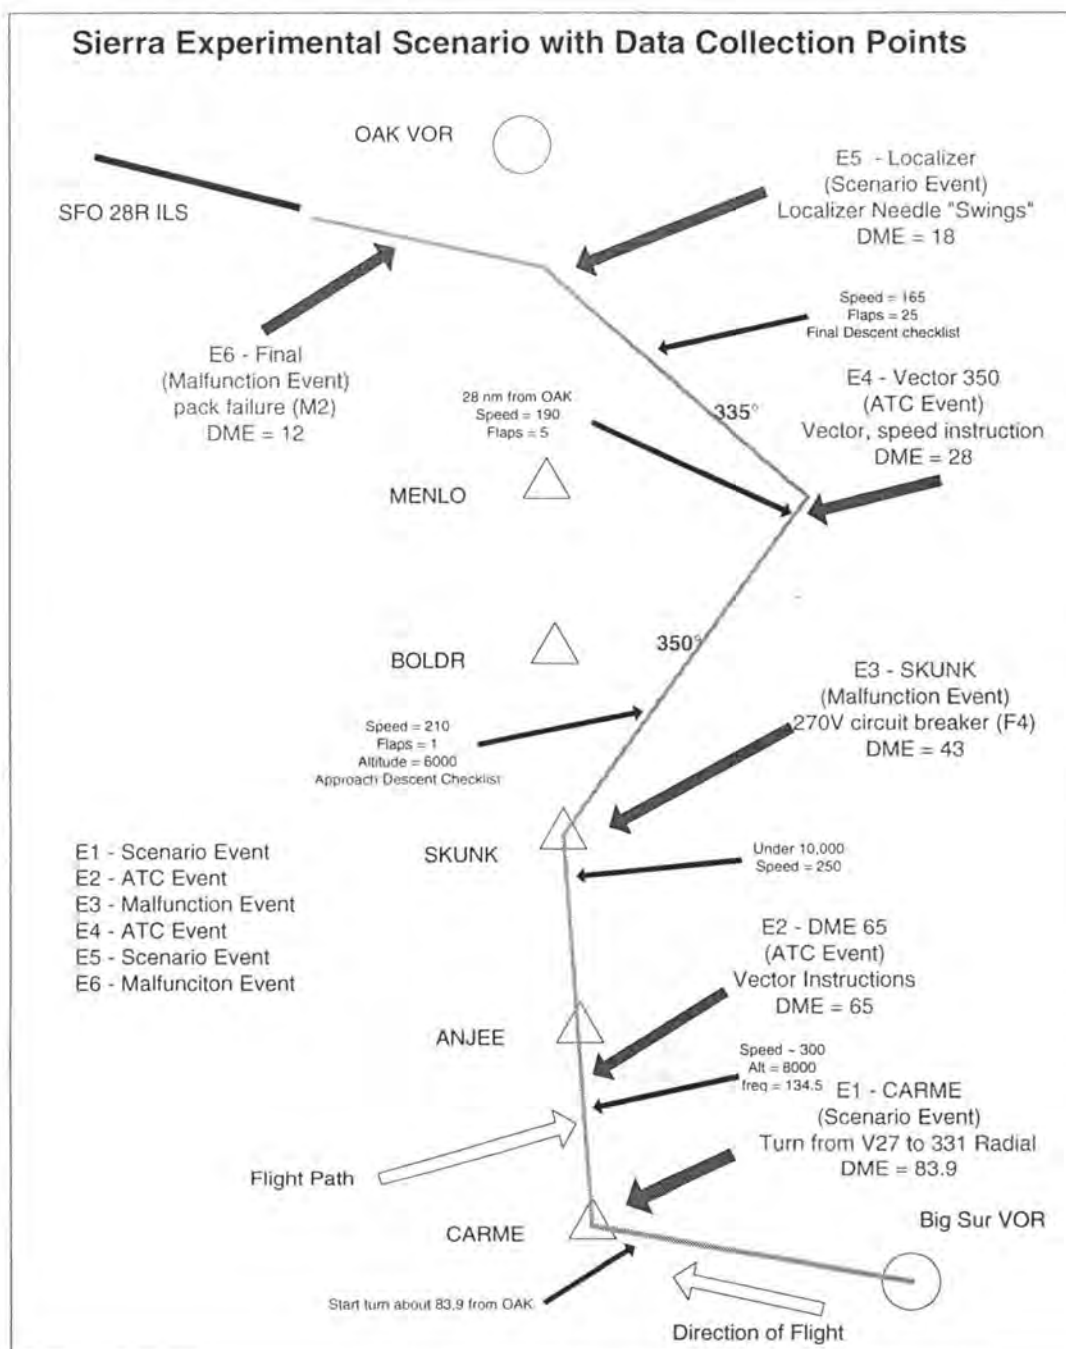 Sierra Experimental Scenario with Data Collection Points
OAK VOR
SFO 28R ILS
E5 - Localizer
(Scenario Event)
Localizer Needle "Swings"
DME = 18
Speed = 165
Flaps = 25
Final Descent checklist
E6 - Final
(Malfunction Event)
pack failure (M2)
DME = 12
28 nm from OAK
Speed = 190
Flaps = 5
335°
E4 - Vector 350
(ATC Event)
Vector, speed instruction
DME = 28
MENLO
BOLDR
350°
E3 - SKUNK
(Malfunction Event)
270V circuit breaker (F4)
DME = 43
Speed = 210
Flaps = 1
Altitude = 6000
Approach Descent Checklist
SKUNK
Under 10,000
Speed = 250
E1 - Scenario Event
E2 - ATC Event
E3 - Malfunction Event
E4 - ATC Event
E5 - Scenario Event
E6 - Malfunciton Event
E2 - DME 65
(ATC Event)
Vector Instructions
DME = 65
ANJEE
Speed ~ 300
Alt = 8000
freq = 134.5
E1 - CARME
(Scenario Event)
Turn from V27 to 331 Radial
DME = 83.9
Flight Path
CARME
Big Sur VOR
Start turn about 83.9 from OAK
Direction of Flight